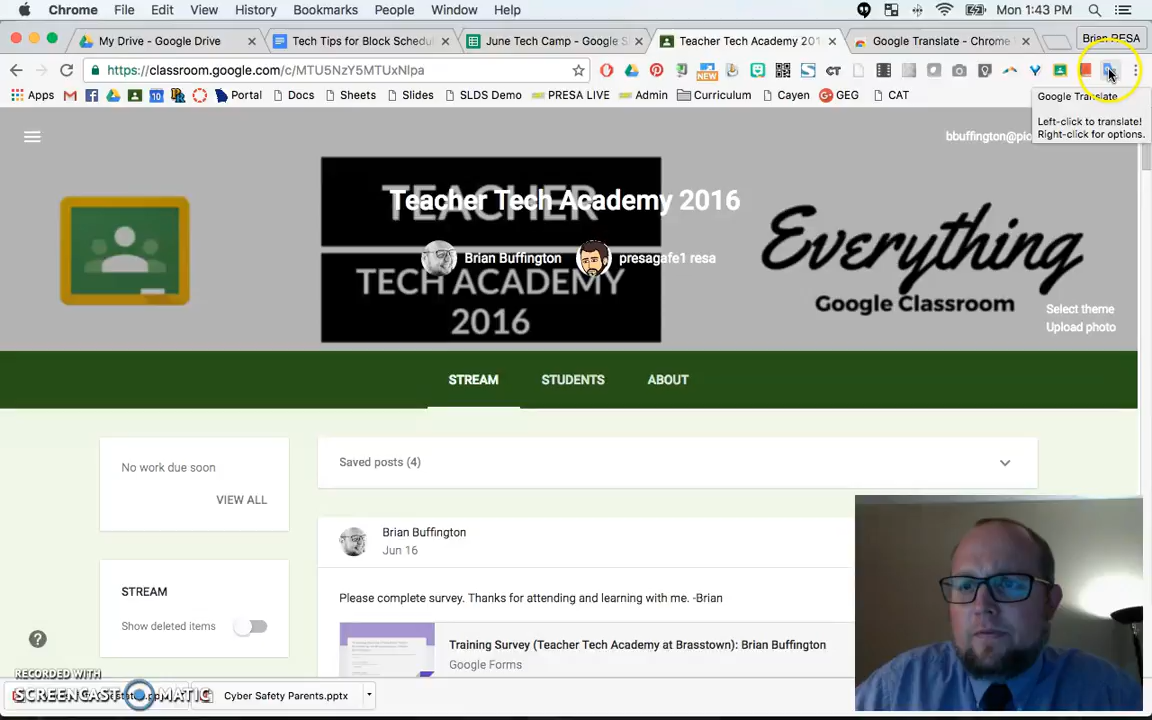 Chrome File Edit View History Bookmarks People Window Help Mon 1:43 PM
My Drive - Google Drive Tech Tips for Block Schedul June Tech Camp - Google S Teacher Tech Academy 201 Google Translate - Chrome Brian RESA
https://classroom.google.com/c/MTU5NzY5MTUxNlpa
NEW CT
Apps Portal Docs Sheets Slides SLDS Demo PRESA LIVE Admin Curriculum Cayen GEG CAT
Google Translate
Left-click to translate!
Right-click for options.
bbuffington@pio
TEACHER
TECH ACADEMY
2016
Teacher Tech Academy 2016
Brian Buffington presagafe1 resa
Everything
Google Classroom
Select theme
Upload photo
STREAM STUDENTS ABOUT
No work due soon
VIEW ALL
Saved posts (4)
Brian Buffington
Jun 16
STREAM
Show deleted items
Please complete survey. Thanks for attending and learning with me. -Brian
Training Survey (Teacher Tech Academy at Brasstown): Brian Buffington
Google Forms
RECORDED WITH
SCREENCAST MATIC
Cyber Safety Parents.pptx